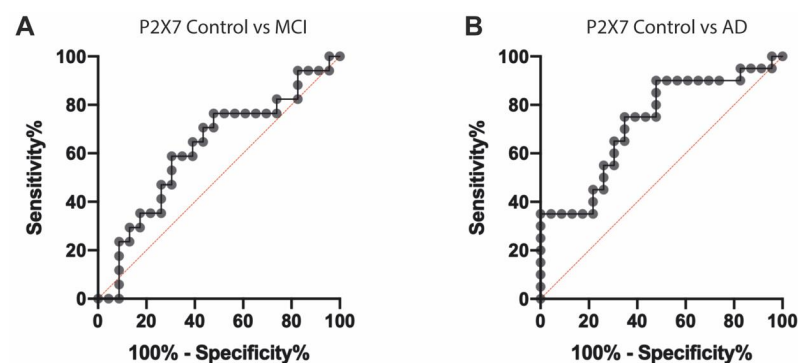 A
P2X7 Control vs MCI
100
80
60
40
20
0
Sensitivity%
0 20 40 60 80 100
100% - Specificity%
B
P2X7 Control vs AD
100
80
60
40
20
0
Sensitivity%
0 20 40 60 80 100
100% - Specificity%